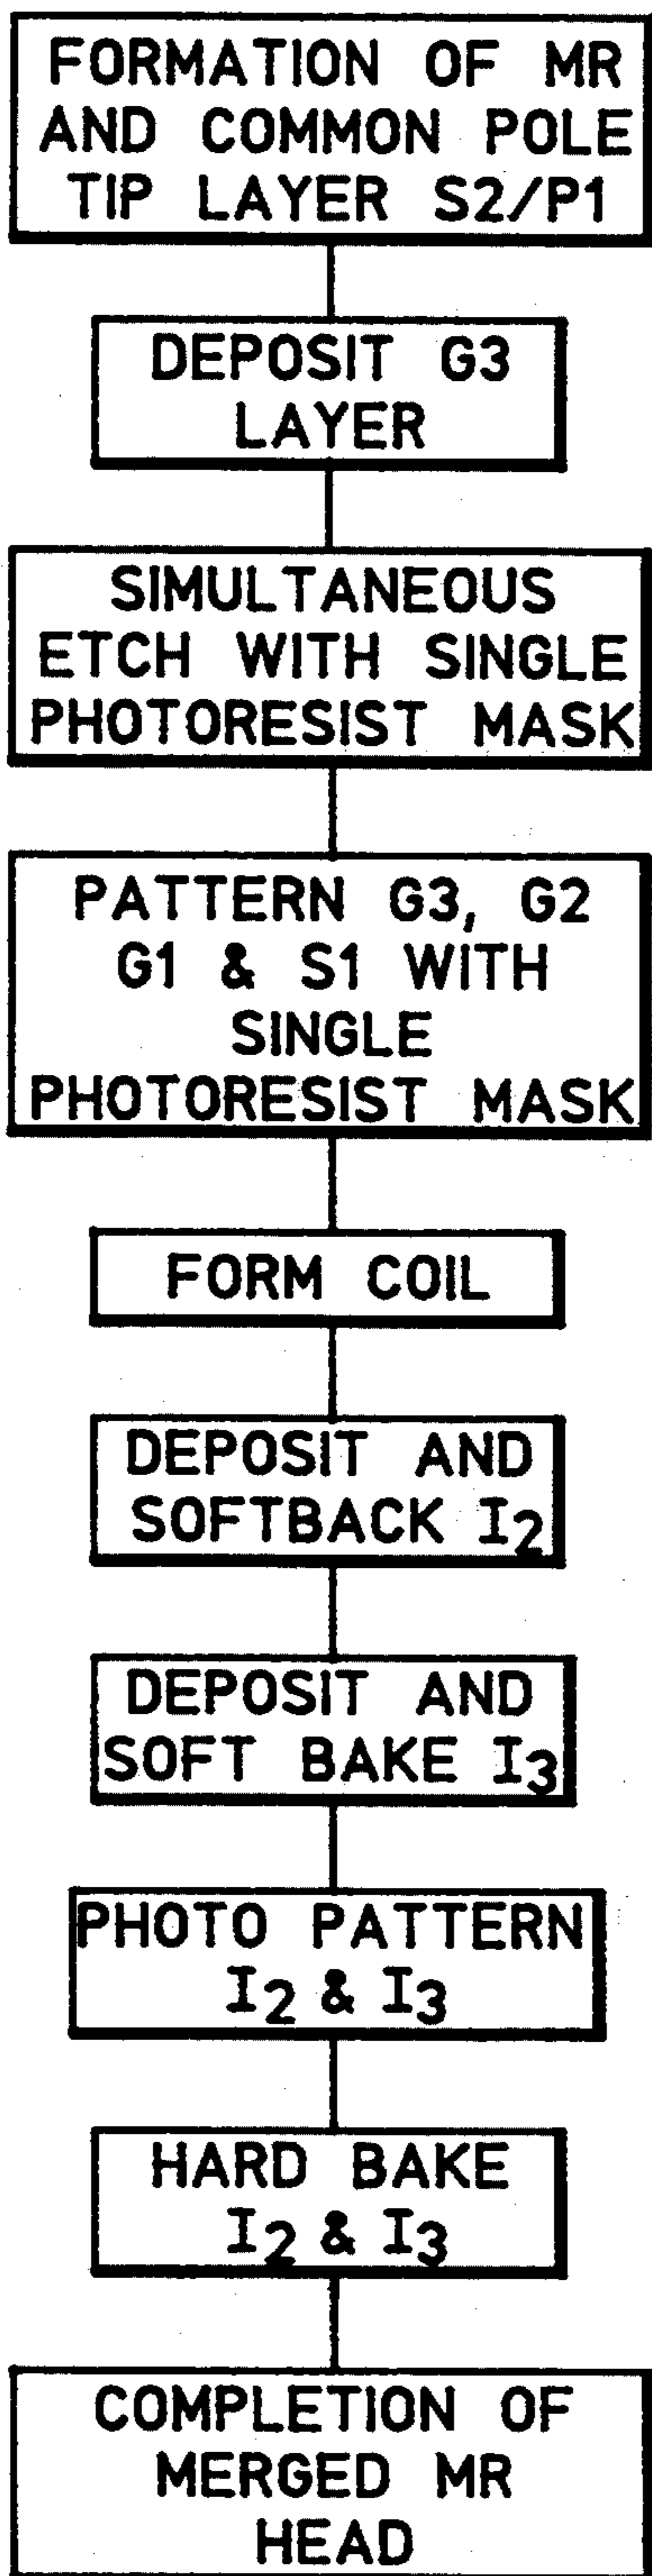 FORMATION OF MR
AND COMMON POLE
TIP LAYER S2/P1
DEPOSIT G3
LAYER
SIMULTANEOUS
ETCH WITH SINGLE
PHOTORESIST MASK
PATTERN G3, G2
G1 & S1 WITH
SINGLE
PHOTORESIST MASK
FORM COIL
DEPOSIT AND
SOFTBACK I2
DEPOSIT AND
SOFT BAKE I3
PHOTO PATTERN
I2 & I3
HARD BAKE
I2 & I3
COMPLETION OF
MERGED MR
HEAD